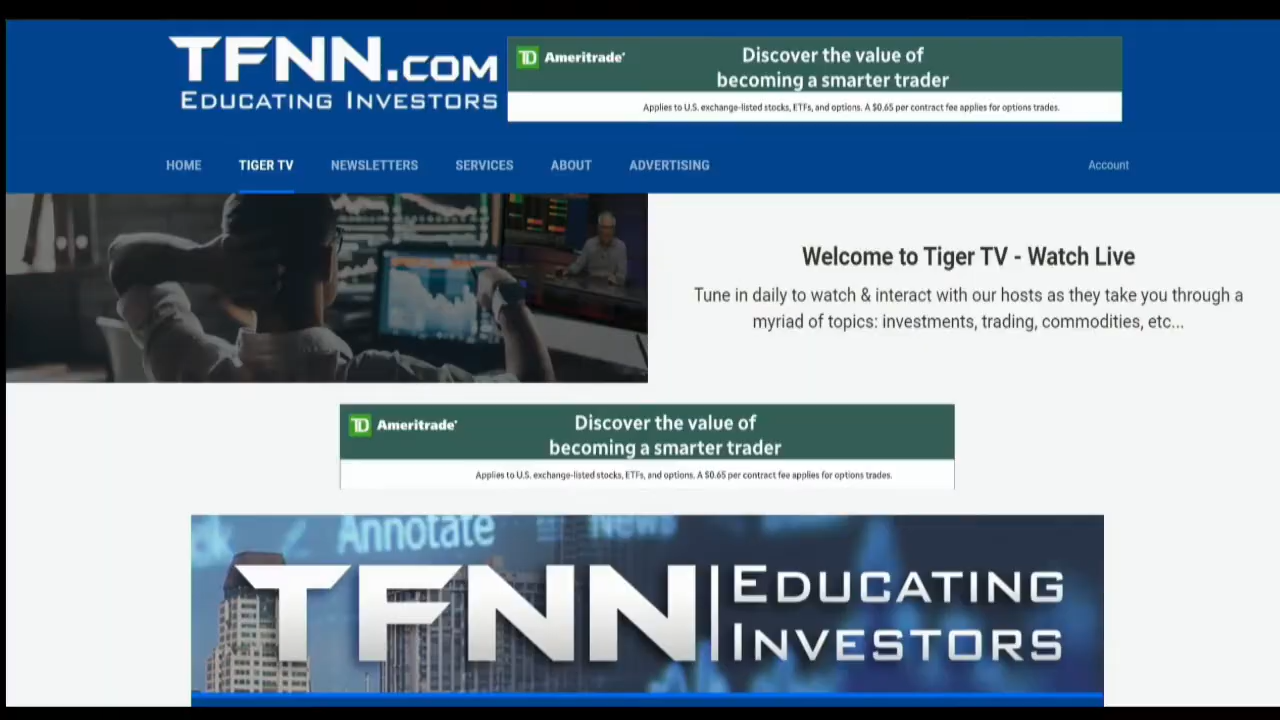 TFNN.COM
EDUCATING INVESTORS
TD Ameritrade
Discover the value of
becoming a smarter trader
Applies to U.S. exchange-listed stocks, ETFs, and options. A $0.65 per contract fee applies for options trades.
HOME TIGER TV NEWSLETTERS SERVICES ABOUT ADVERTISING Account
Welcome to Tiger TV - Watch Live
Tune in daily to watch & interact with our hosts as they take you through a
myriad of topics: investments, trading, commodities, etc...
TD Ameritrade
Discover the value of
becoming a smarter trader
Applies to U.S. exchange-listed stocks, ETFs, and options. A $0.65 per contract fee applies for options trades.
Annotate News
TFNN
EDUCATING
INVESTORS